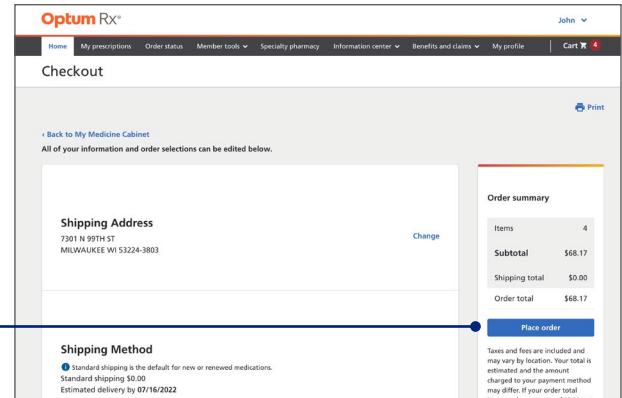 Optum Rx®
John
Home My prescriptions Order status Member tools Specialty pharmacy Information center Benefits and claims My profile Cart 4
Checkout
Print
‹ Back to My Medicine Cabinet
All of your information and order selections can be edited below.
Shipping Address
7301 N 99TH ST
MILWAUKEE WI 53224-3803
Change
Shipping Method
Standard shipping is the default for new or renewed medications.
Standard shipping $0.00
Estimated delivery by 07/16/2022
Order summary
Items 4
Subtotal $68.17
Shipping total $0.00
Order total $68.17
Place order
Taxes and fees are included and
may vary by location. Your total is
estimated and the amount
charged to your payment method
may differ. If your order total